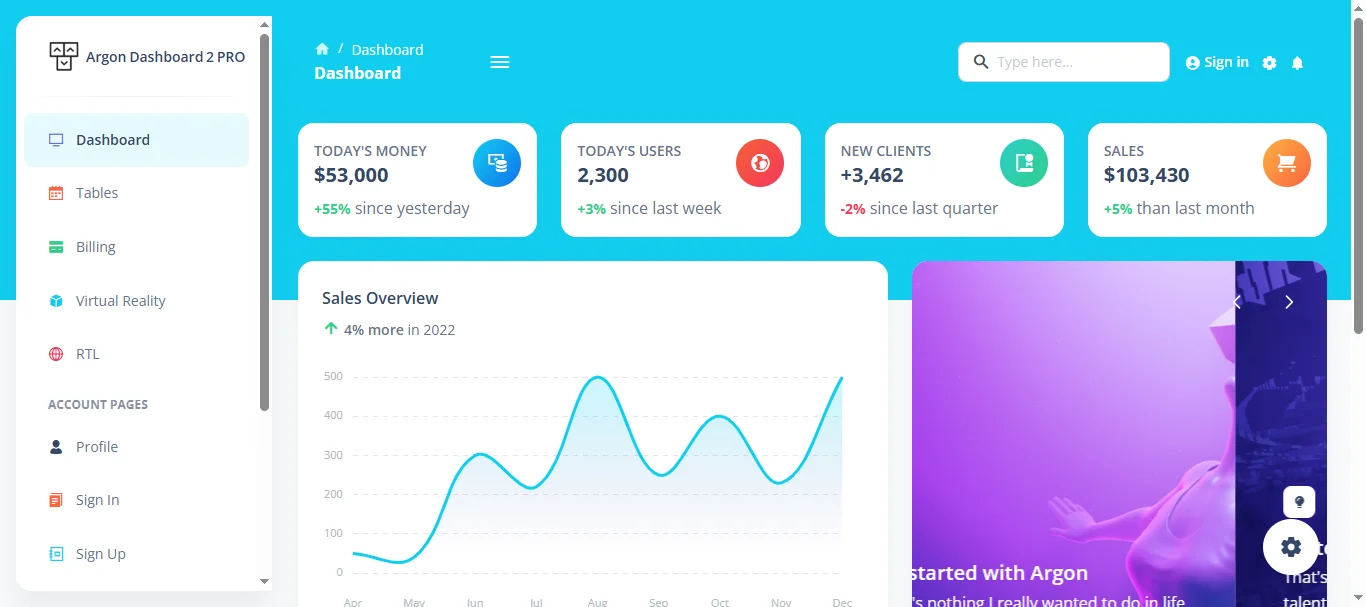 Argon Dashboard 2 PRO
Dashboard
Tables
Billing
Virtual Reality
RTL
ACCOUNT PAGES
Profile
Sign In
Sign Up
/ Dashboard
Dashboard
Type here...
Sign in
TODAY'S MONEY
$53,000
+55% since yesterday
TODAY'S USERS
2,300
+3% since last week
NEW CLIENTS
+3,462
-2% since last quarter
SALES
$103,430
+5% than last month
Sales Overview
4% more in 2022
500
400
300
200
100
0
Apr May Jun Jul Aug Sep Oct Nov Dec
started with Argon
's nothing I really wanted to do in life
That's
talent